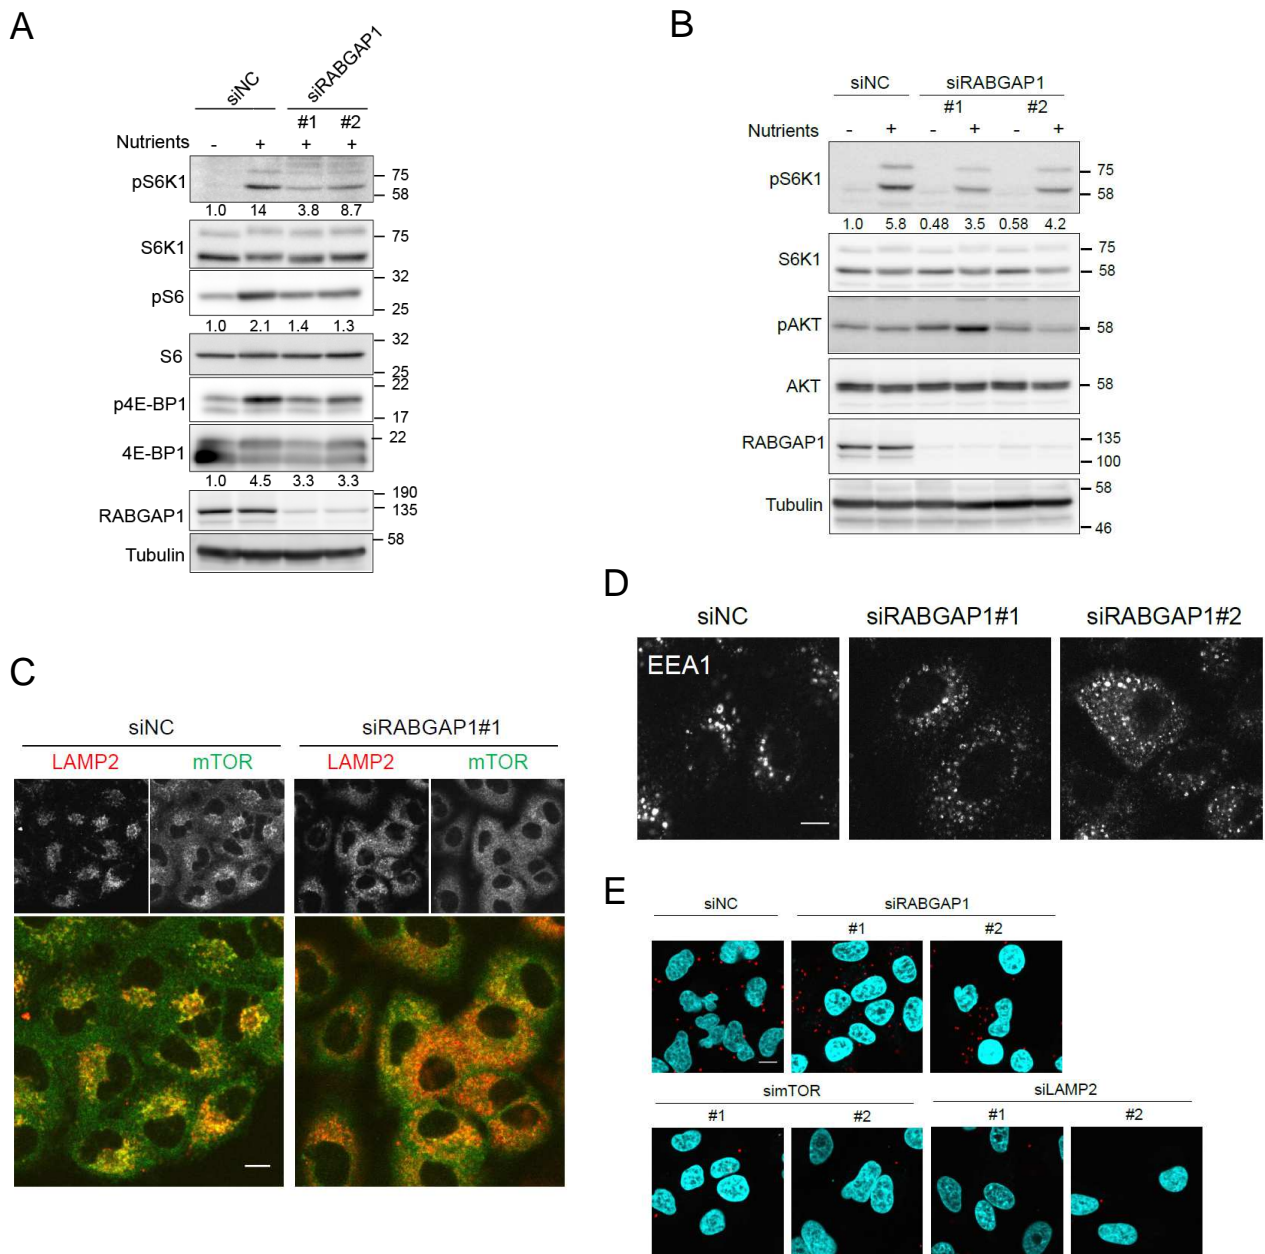 A
siNC siRABGAP1
#1 #2
Nutrients - + + +
pS6K1 75
58
1.0 14 3.8 8.7
S6K1 75
pS6 32
25
1.0 2.1 1.4 1.3
S6 32
25
p4E-BP1 22
17
4E-BP1 22
1.0 4.5 3.3 3.3
RABGAP1 190
135
Tubulin 58
B
siNC siRABGAP1
#1 #2
Nutrients - + - + - +
pS6K1 75
58
1.0 5.8 0.48 3.5 0.58 4.2
S6K1 75
58
pAKT 58
AKT 58
RABGAP1 135
100
Tubulin 58
46
C
siNC siRABGAP1#1
LAMP2 mTOR LAMP2 mTOR
D
siNC siRABGAP1#1 siRABGAP1#2
EEA1
E
siNC siRABGAP1
#1 #2
simTOR siLAMP2
#1 #2 #1 #2